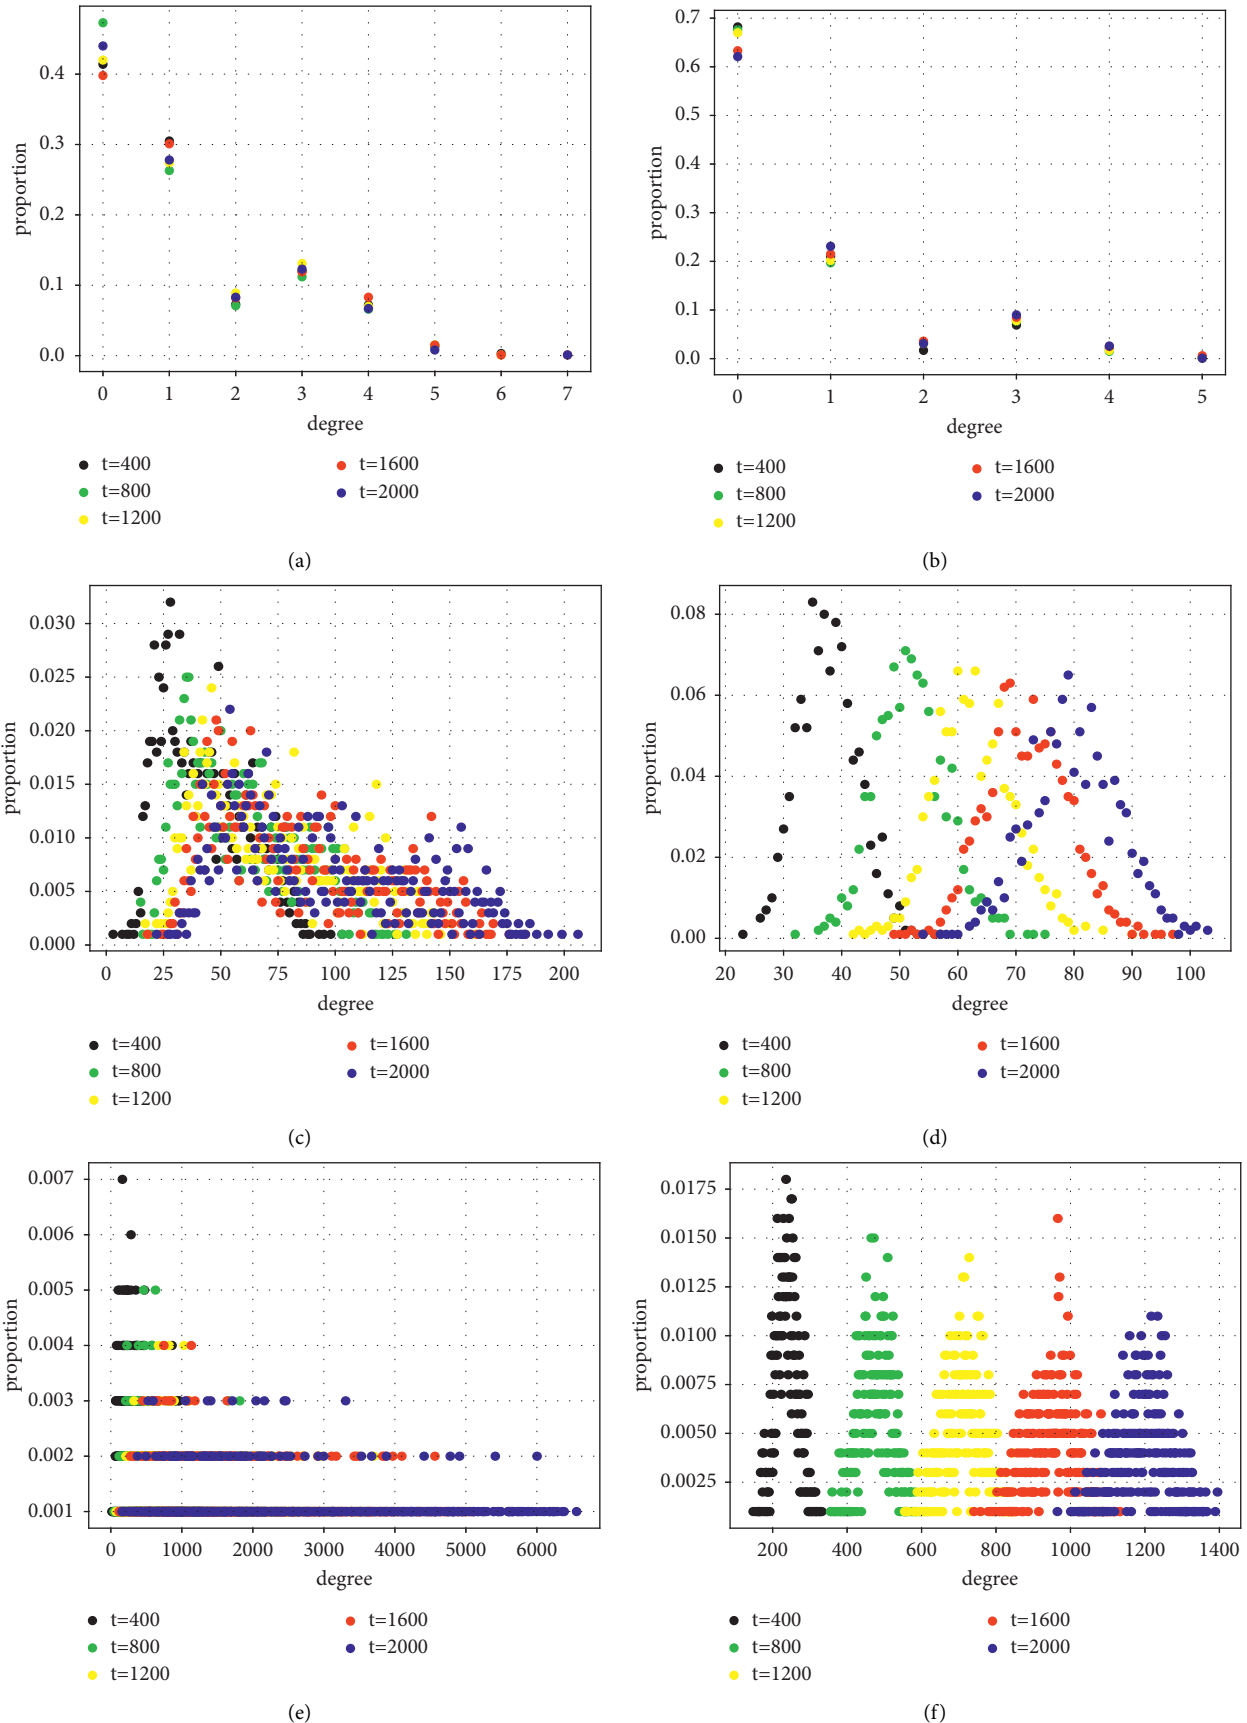 0.4
0.3
0.2
0.1
0.0
proportion
0 1 2 3 4 5 6 7
degree
t=400
t=800
t=1200
t=1600
t=2000
(a)
0.7
0.6
0.5
0.4
0.3
0.2
0.1
0.0
proportion
0 1 2 3 4 5
degree
t=400
t=800
t=1200
t=1600
t=2000
(b)
0.030
0.025
0.020
0.015
0.010
0.005
0.000
proportion
0 25 50 75 100 125 150 175 200
degree
t=400
t=800
t=1200
t=1600
t=2000
(c)
0.08
0.06
0.04
0.02
0.00
proportion
20 30 40 50 60 70 80 90 100
degree
t=400
t=800
t=1200
t=1600
t=2000
(d)
0.007
0.006
0.005
0.004
0.003
0.002
0.001
proportion
0 1000 2000 3000 4000 5000 6000
degree
t=400
t=800
t=1200
t=1600
t=2000
(e)
0.0175
0.0150
0.0125
0.0100
0.0075
0.0050
0.0025
proportion
200 400 600 800 1000 1200 1400
degree
t=400
t=800
t=1200
t=1600
t=2000
(f)